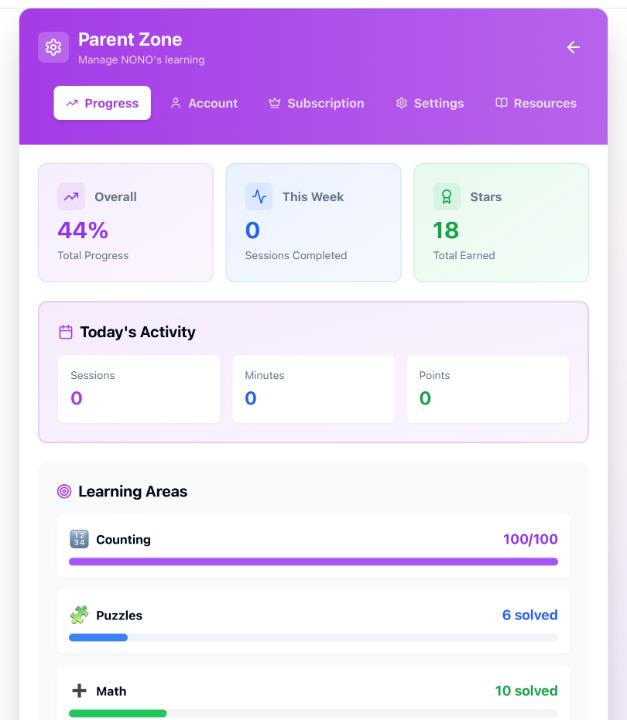 Parent Zone
Manage NONO's learning
Progress
Account
Subscription
Settings
Resources
Overall
44%
Total Progress
This Week
0
Sessions Completed
Stars
18
Total Earned
Today's Activity
Sessions
0
Minutes
0
Points
0
Learning Areas
Counting
100/100
Puzzles
6 solved
Math
10 solved